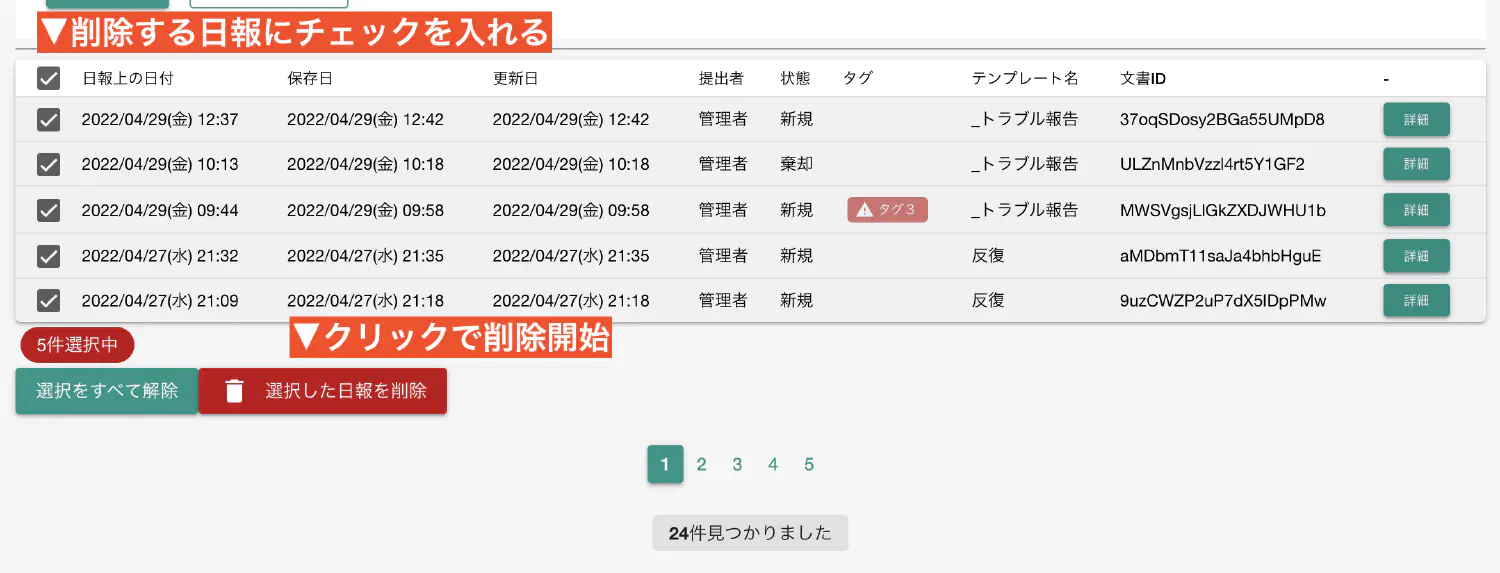 ▼削除する日報にチェックを入れる
日報上の日付 保存日 更新日 提出者 状態 タグ テンプレート名 文書ID -
2022/04/29(金) 12:37 2022/04/29(金) 12:42 2022/04/29(金) 12:42 管理者 新規 _トラブル報告 37oqSDosy2BGa55UMpD8 詳細
2022/04/29(金) 10:13 2022/04/29(金) 10:18 2022/04/29(金) 10:18 管理者 棄却 _トラブル報告 ULZnMnbVzzl4rt5Y1GF2 詳細
2022/04/29(金) 09:44 2022/04/29(金) 09:58 2022/04/29(金) 09:58 管理者 新規 タグ3 _トラブル報告 MWSVgsjLlGkZXDJWHU1b 詳細
2022/04/27(水) 21:32 2022/04/27(水) 21:35 2022/04/27(水) 21:35 管理者 新規 反復 aMDbmT11saJa4bhbHguE 詳細
2022/04/27(水) 21:09 2022/04/27(水) 21:18 2022/04/27(水) 21:18 管理者 新規 反復 9uzCWZP2uP7dX5IDpPMw 詳細
▼クリックで削除開始
5件選択中
選択をすべて解除 選択した日報を削除
1 2 3 4 5
24件見つかりました